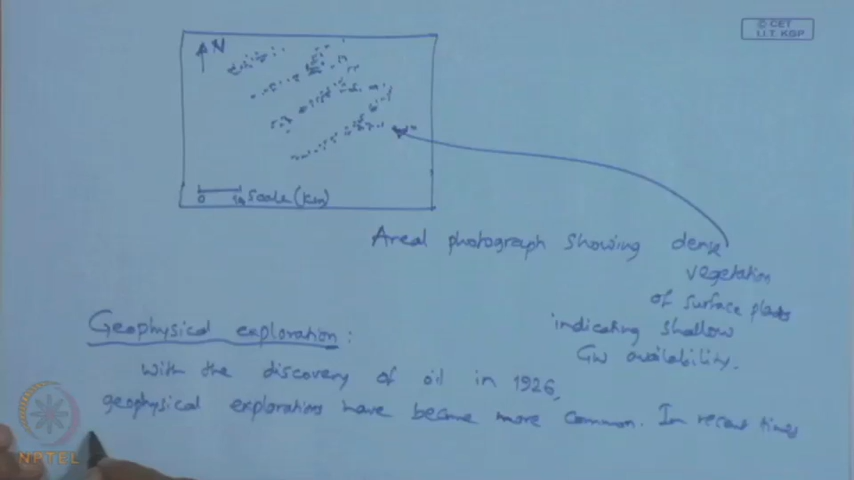 © CET
I.I.T. KGP
N
0 10 Scale (Km)
Areal photograph showing dense
vegetation
of surface plants
indicating shallow
GW availability.
Geophysical exploration:
With the discovery of oil in 1926,
geophysical explorations have become more common. In recent times
NPTEL